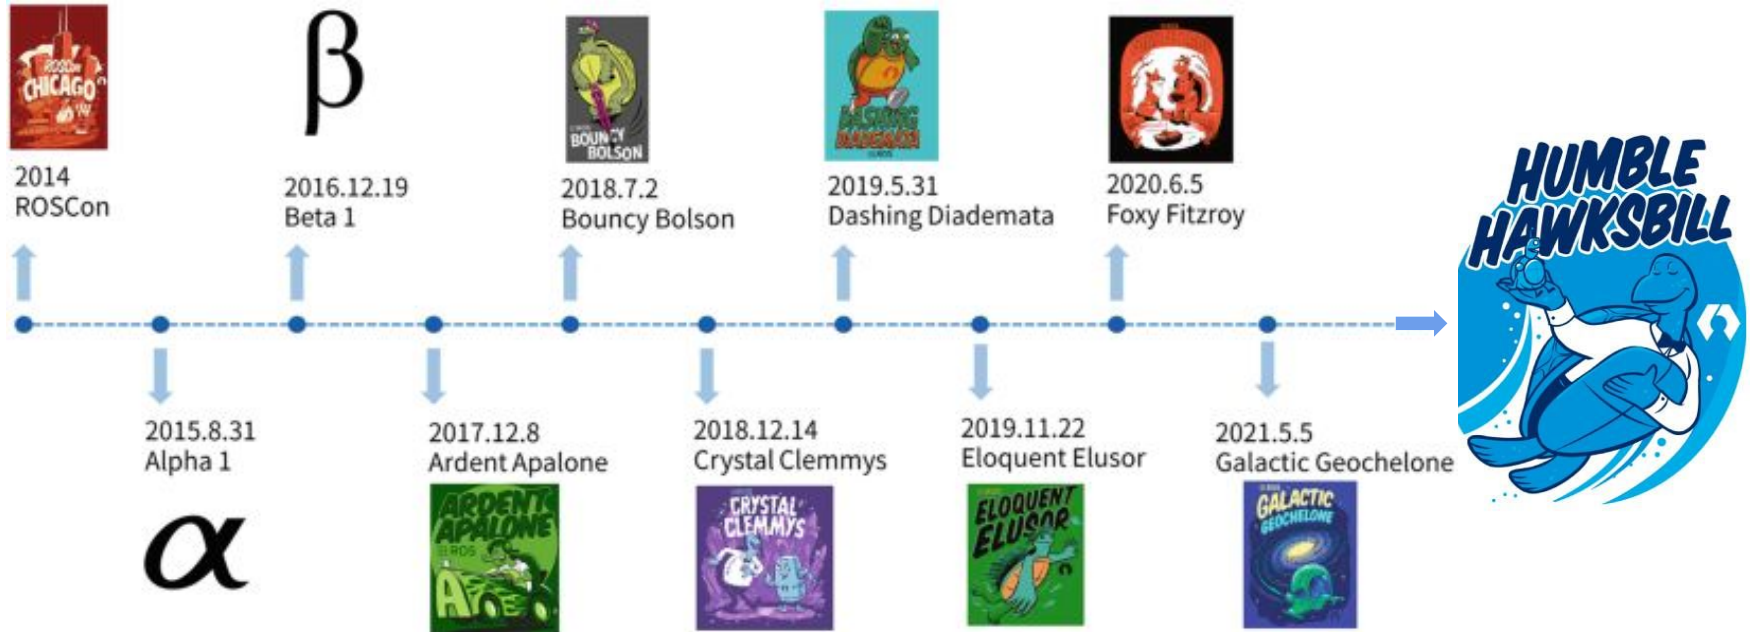 ROSCon
CHICAGO
2014
ROSCon
β
2016.12.19
Beta 1
BOUNCY
BOLSON
2018.7.2
Bouncy Bolson
DASHING
DIADEMATA
2019.5.31
Dashing Diademata
2020.6.5
Foxy Fitzroy
HUMBLE
HAWKSBILL
2015.8.31
Alpha 1
α
2017.12.8
Ardent Apalone
ARDENT
APALONE
ROS
A
2018.12.14
Crystal Clemmys
CRYSTAL
CLEMMYS
2019.11.22
Eloquent Elusor
ELOQUENT
ELUSOR
2021.5.5
Galactic Geochelone
GALACTIC
GEOCHELONE